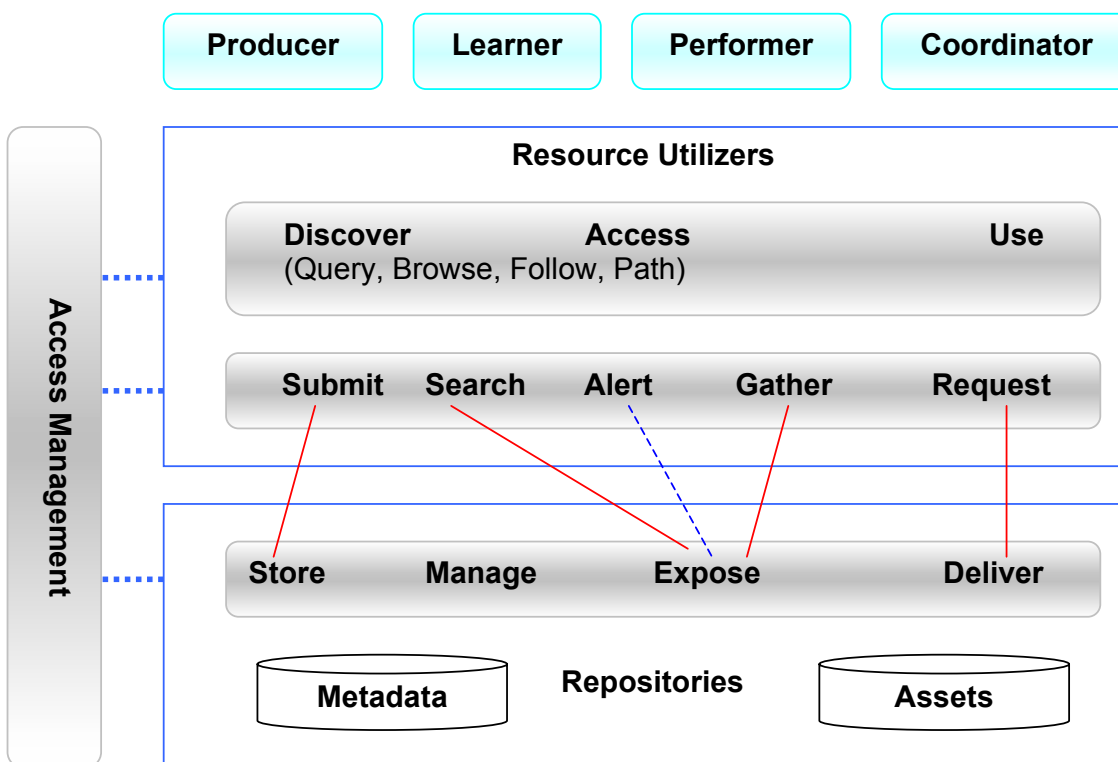 Producer Learner Performer Coordinator
Resource Utilizers
Discover Access Use
(Query, Browse, Follow, Path)
Access Management
Submit Search Alert Gather Request
Store Manage Expose Deliver
Repositories
Metadata Assets